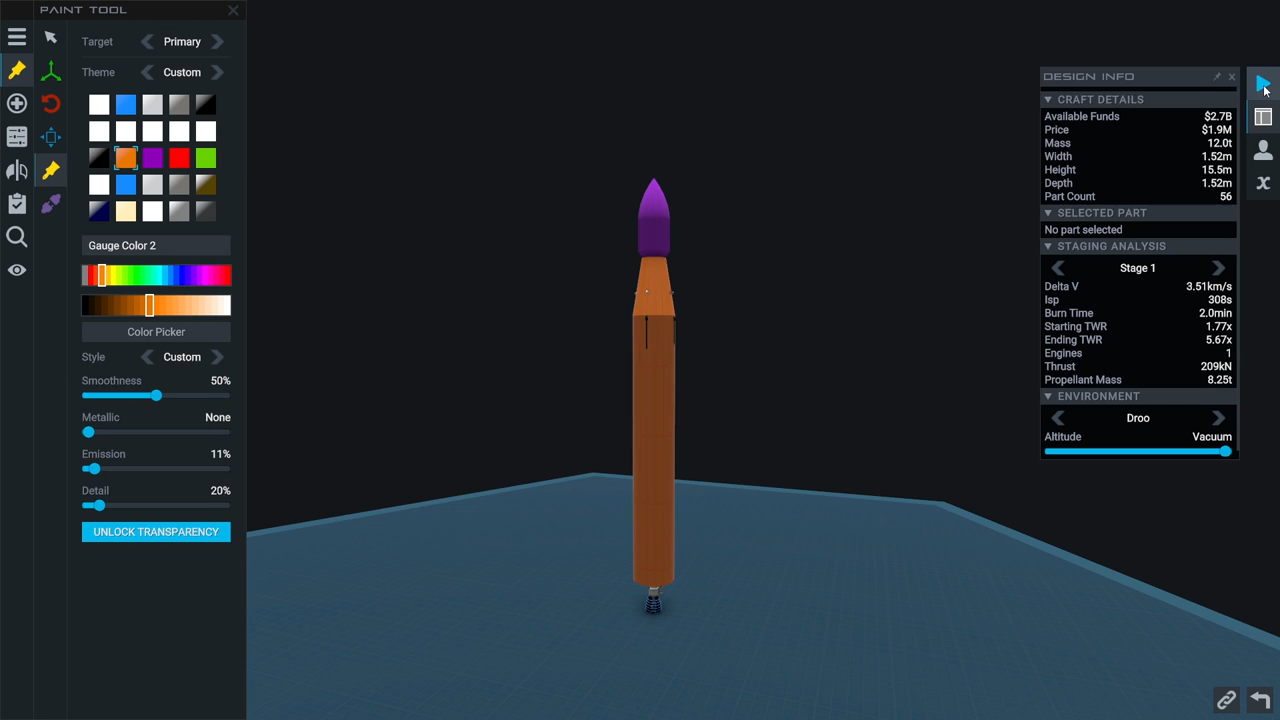 PAINT TOOL
Target Primary
Theme Custom
Gauge Color 2
Color Picker
Style Custom
Smoothness 50%
Metallic None
Emission 11%
Detail 20%
UNLOCK TRANSPARENCY
DESIGN INFO
CRAFT DETAILS
Available Funds $2.7B
Price $1.9M
Mass 12.0t
Width 1.52m
Height 15.5m
Depth 1.52m
Part Count 56
SELECTED PART
No part selected
STAGING ANALYSIS
Stage 1
Delta V 3.51km/s
Isp 308s
Burn Time 2.0min
Starting TWR 1.77x
Ending TWR 5.67x
Engines 1
Thrust 209kN
Propellant Mass 8.25t
ENVIRONMENT
Droo
Altitude Vacuum